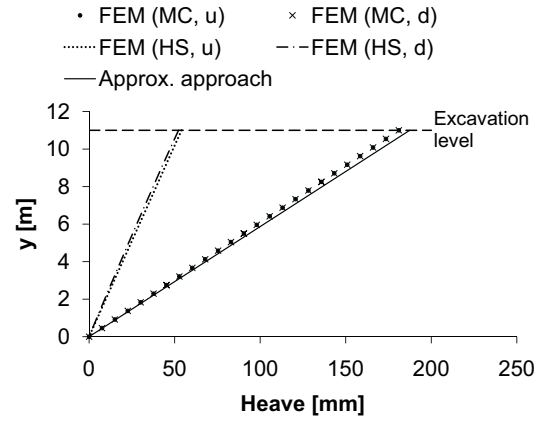 FEM (MC, u) FEM (MC, d)
FEM (HS, u) FEM (HS, d)
Approx. approach
12
10
8
6
4
2
0
y [m]
Excavation
level
0 50 100 150 200 250
Heave [mm]